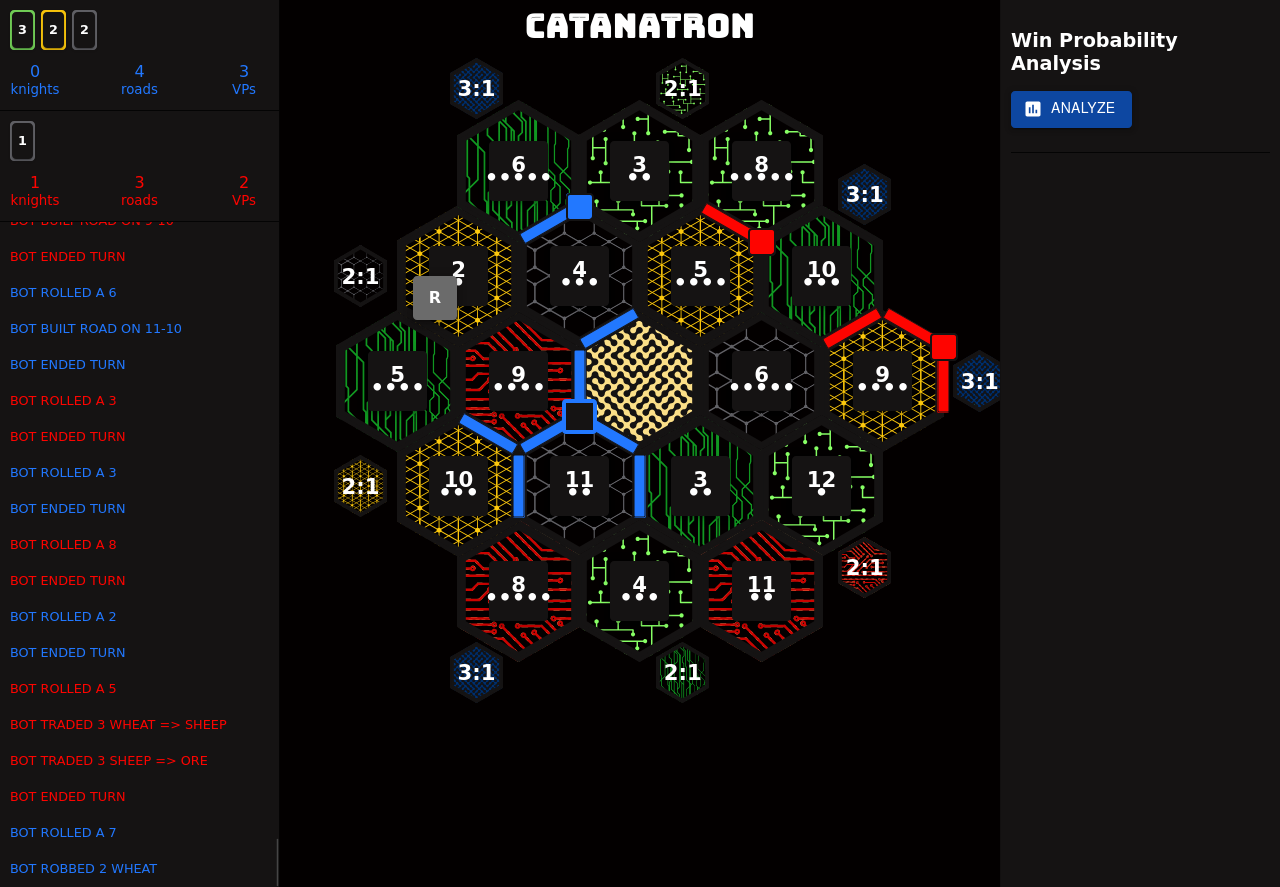 3 2 2
0 4 3
knights roads VPs
1
1 3 2
knights roads VPs
BOT BUILT ROAD ON 9-10
BOT ENDED TURN
BOT ROLLED A 6
BOT BUILT ROAD ON 11-10
BOT ENDED TURN
BOT ROLLED A 3
BOT ENDED TURN
BOT ROLLED A 3
BOT ENDED TURN
BOT ROLLED A 8
BOT ENDED TURN
BOT ROLLED A 2
BOT ENDED TURN
BOT ROLLED A 5
BOT TRADED 3 WHEAT => SHEEP
BOT TRADED 3 SHEEP => ORE
BOT ENDED TURN
BOT ROLLED A 7
BOT ROBBED 2 WHEAT
CATANATRON
3:1 2:1
6 3 8
3:1
2:1 2 4 5 10
R
5 9 6 9 3:1
2:1 10 11 3 12
2:1
8 4 11
3:1 2:1
Win Probability
Analysis
ANALYZE